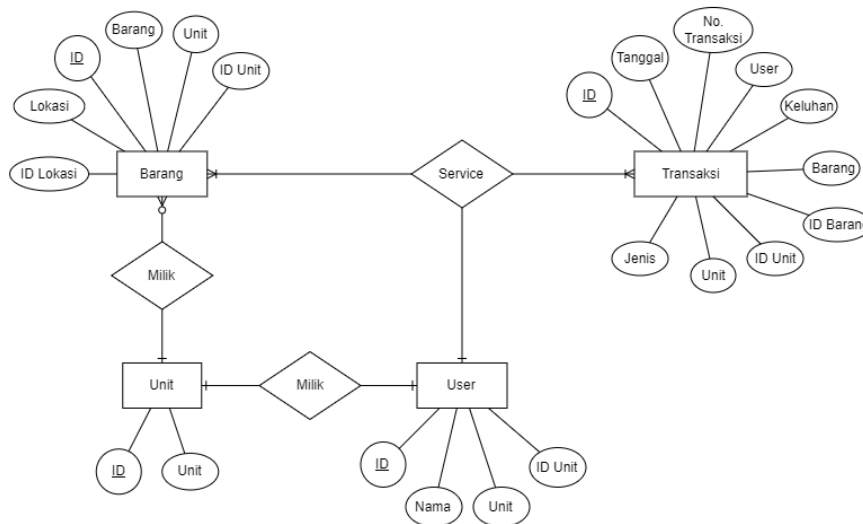 Barang
Unit
ID
ID Unit
Lokasi
ID Lokasi
Barang
No.
Transaksi
Tanggal
User
ID
Keluhan
Service
Transaksi
Barang
ID Barang
Jenis
Unit
ID Unit
Milik
Unit
Milik
User
ID
Unit
ID
Nama
Unit
ID Unit